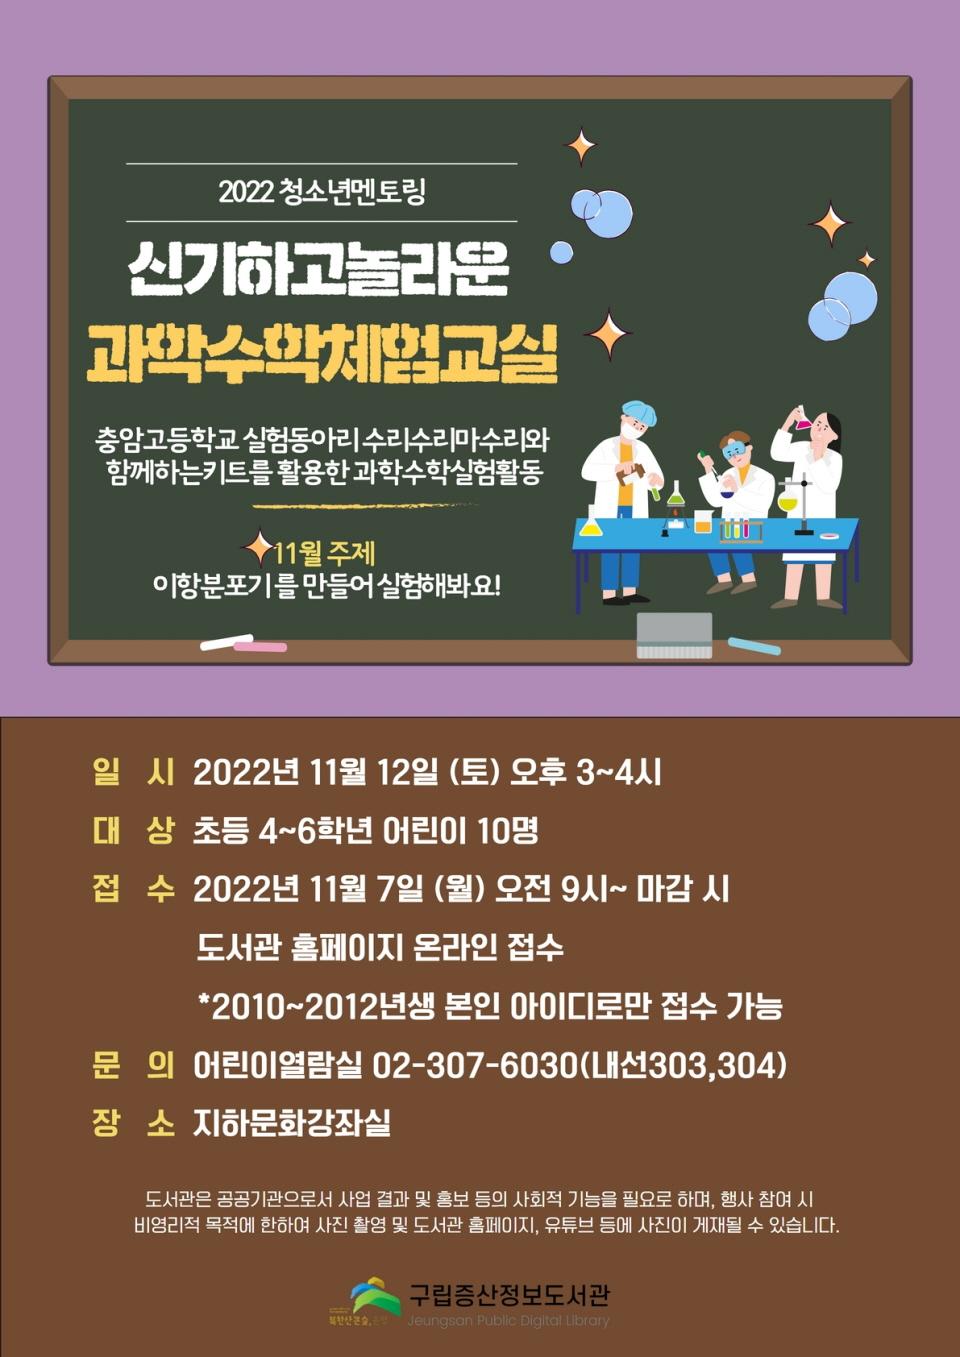 2022 청소년멘토링
신기하고놀라운
과학수학체험교실
충암고등학교 실험동아리 수리수리마수리와
함께하는키트를 활용한 과학수학실험활동
11월 주제
이항분포기를 만들어 실험해봐요!
일 시 2022년 11월 12일 (토) 오후 3~4시
대 상 초등 4~6학년 어린이 10명
접 수 2022년 11월 7일 (월) 오전 9시~ 마감 시
도서관 홈페이지 온라인 접수
*2010~2012년생 본인 아이디로만 접수 가능
문 의 어린이열람실 02-307-6030(내선303,304)
장 소 지하문화강좌실
도서관은 공공기관으로서 사업 결과 및 홍보 등의 사회적 기능을 필요로 하며, 행사 참여 시
비영리적 목적에 한하여 사진 촬영 및 도서관 홈페이지, 유튜브 등에 사진이 게재될 수 있습니다.
북한산큰숲, 은평 구립증산정보도서관
Jeungsan Public Digital Library